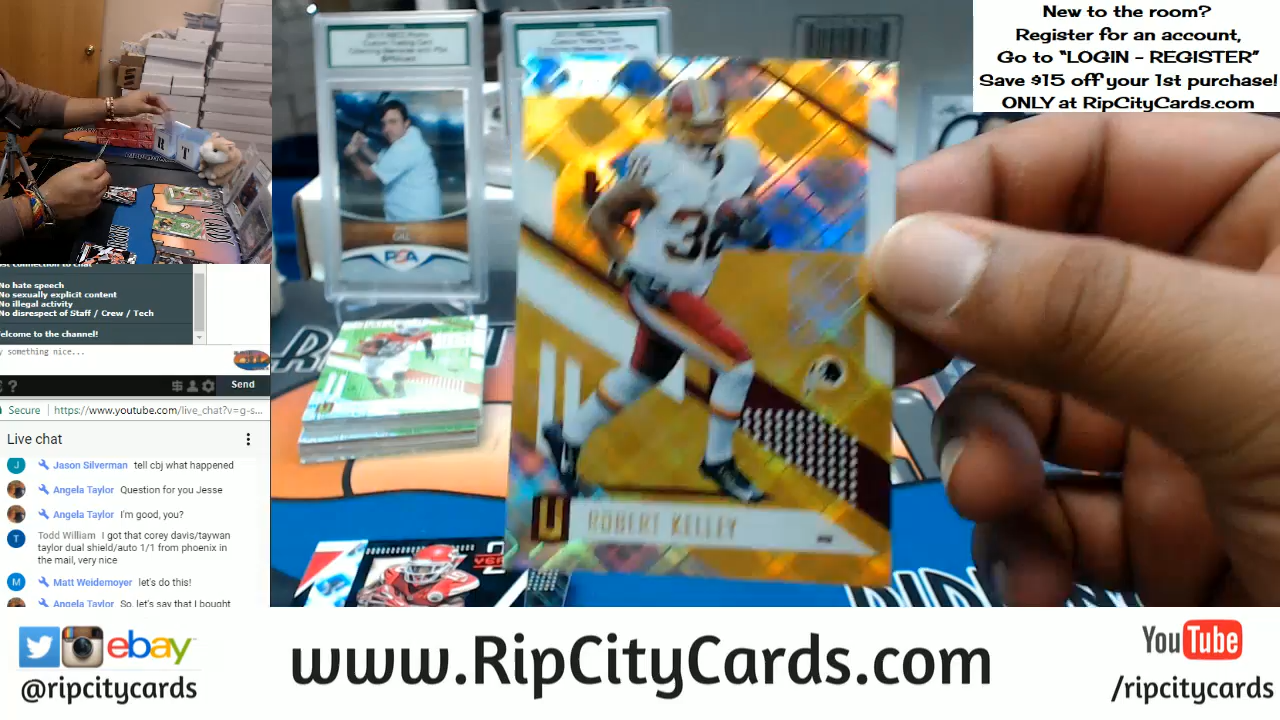 New to the room?
Register for an account,
Go to “LOGIN – REGISTER”
Save $15 off your 1st purchase!
ONLY at RipCityCards.com
GILL
PSA
No hate speech
No sexually explicit content
No illegal activity
No disrespect of Staff / Crew / Tech
elcome to the channel!
y something nice...
Send
Secure
https://www.youtube.com/live_chat?v=g-s...
Live chat
J Jason Silverman tell cbj what happened
Angela Taylor Question for you Jesse
Angela Taylor I'm good, you?
T Todd William I got that corey davis/taywan
taylor dual shield/auto 1/1 from phoenix in
the mail, very nice
M Matt Weidemoyer let's do this!
Angela Taylor So, let's say that I bought
U ROBERT KELLEY
ebay
@ripcitycards
www.RipCityCards.com
YouTube
/ripcitycards